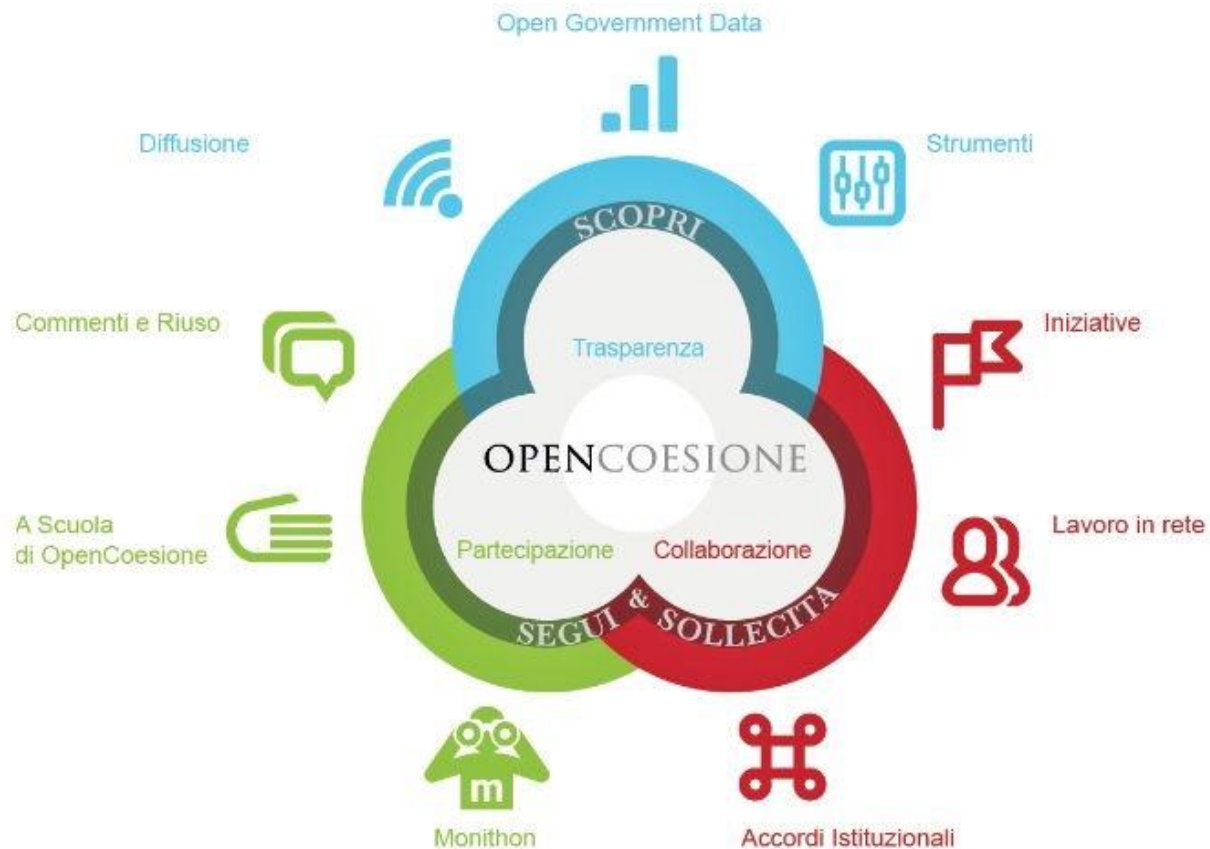 Open Government Data
Diffusione
Strumenti
SCOPRI
Commenti e Riuso
Iniziative
Trasparenza
OPENCOESIONE
A Scuola
di OpenCoesione
Lavoro in rete
Partecipazione
Collaborazione
SEGUI & SOLLECITA
m
Monithon
Accordi Istituzionali